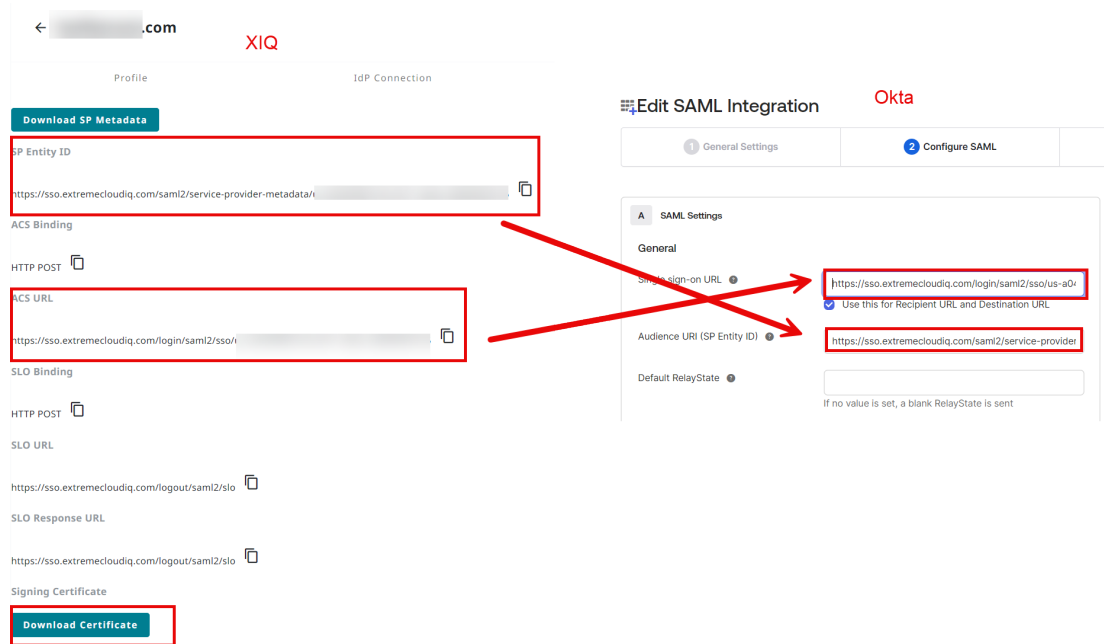 .com
XIQ
Profile
IdP Connection
Download SP Metadata
SP Entity ID
https://sso.extremecloudiq.com/saml2/service-provider-metadata/
ACS Binding
HTTP POST
ACS URL
https://sso.extremecloudiq.com/login/saml2/sso/
SLO Binding
HTTP POST
SLO URL
https://sso.extremecloudiq.com/logout/saml2/slo
SLO Response URL
https://sso.extremecloudiq.com/logout/saml2/slo
Signing Certificate
Download Certificate
Okta
Edit SAML Integration
1 General Settings
2 Configure SAML
A SAML Settings
General
Single sign-on URL
https://sso.extremecloudiq.com/login/saml2/sso/us-a04
Use this for Recipient URL and Destination URL
Audience URI (SP Entity ID)
https://sso.extremecloudiq.com/saml2/service-provider
Default RelayState
If no value is set, a blank RelayState is sent